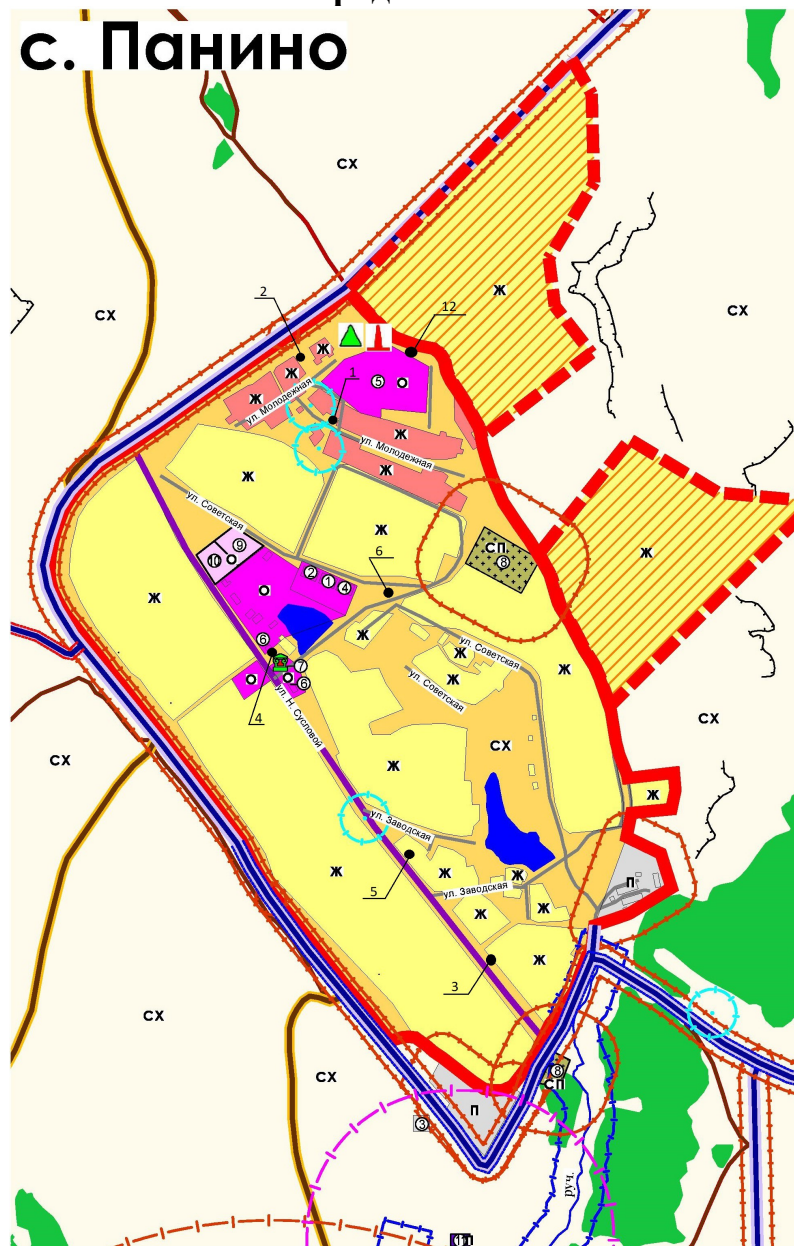 с. Панино
СХ
СХ
СХ
Ж
2
12
Ж
Ж
Ж
5
О
1
ул. Молодежная
Ж
ул. Молодежная
Ж
Ж
ул. Советская
Ж
9
10
О
6
СП
8
Ж
2
1
4
О
Ж
6
Ж
ул. Советская
Ж
7
О
О
6
Ж
Ж
ул. Советская
4
ул. Н. Сусловой
СХ
СХ
СХ
Ж
Ж
ул. Заводская
5
Ж
Ж
Ж
П
ул. Заводская
Ж
Ж
3
Ж
СХ
СХ
8
СП
П
3
руч.